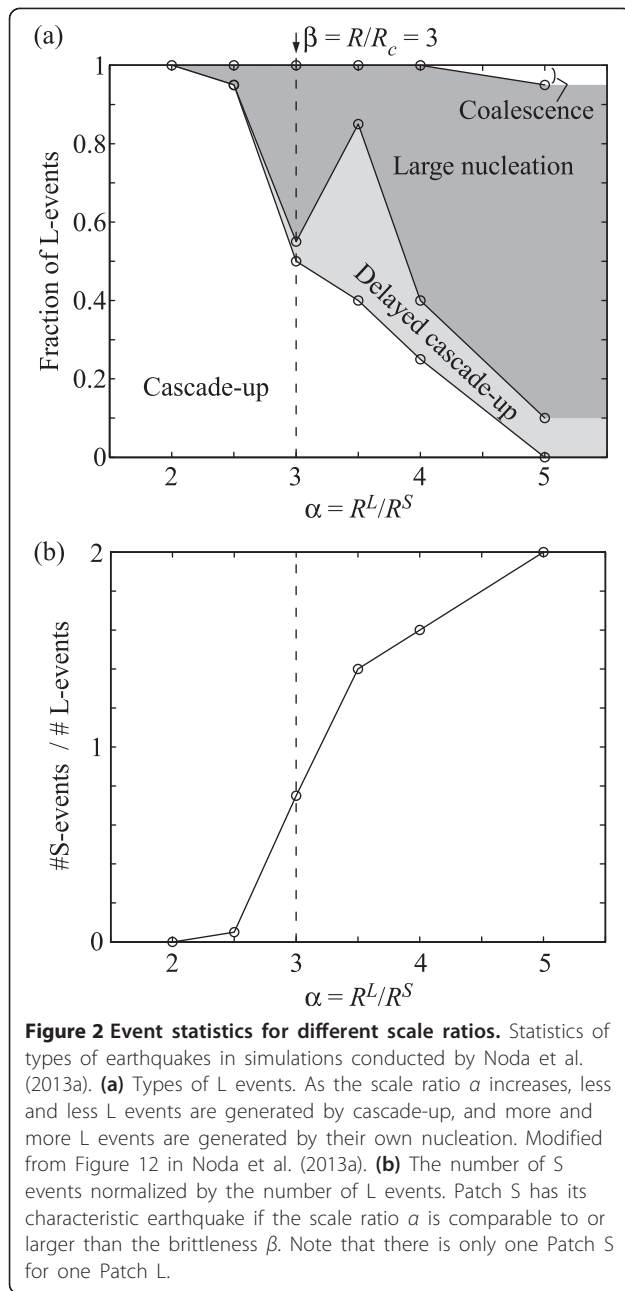 (a)
β = R/Rc = 3
1
0.8
0.6
0.4
0.2
0
Fraction of L-events
Coalescence
Large nucleation
Delayed cascade-up
Cascade-up
2 3 4 5
α = R^L/R^S
(b)
2
1
0
#S-events / # L-events
2 3 4 5
α = R^L/R^S
Figure 2 Event statistics for different scale ratios. Statistics of
types of earthquakes in simulations conducted by Noda et al.
(2013a). (a) Types of L events. As the scale ratio α increases, less
and less L events are generated by cascade-up, and more and
more L events are generated by their own nucleation. Modified
from Figure 12 in Noda et al. (2013a). (b) The number of S
events normalized by the number of L events. Patch S has its
characteristic earthquake if the scale ratio α is comparable to or
larger than the brittleness β. Note that there is only one Patch S
for one Patch L.